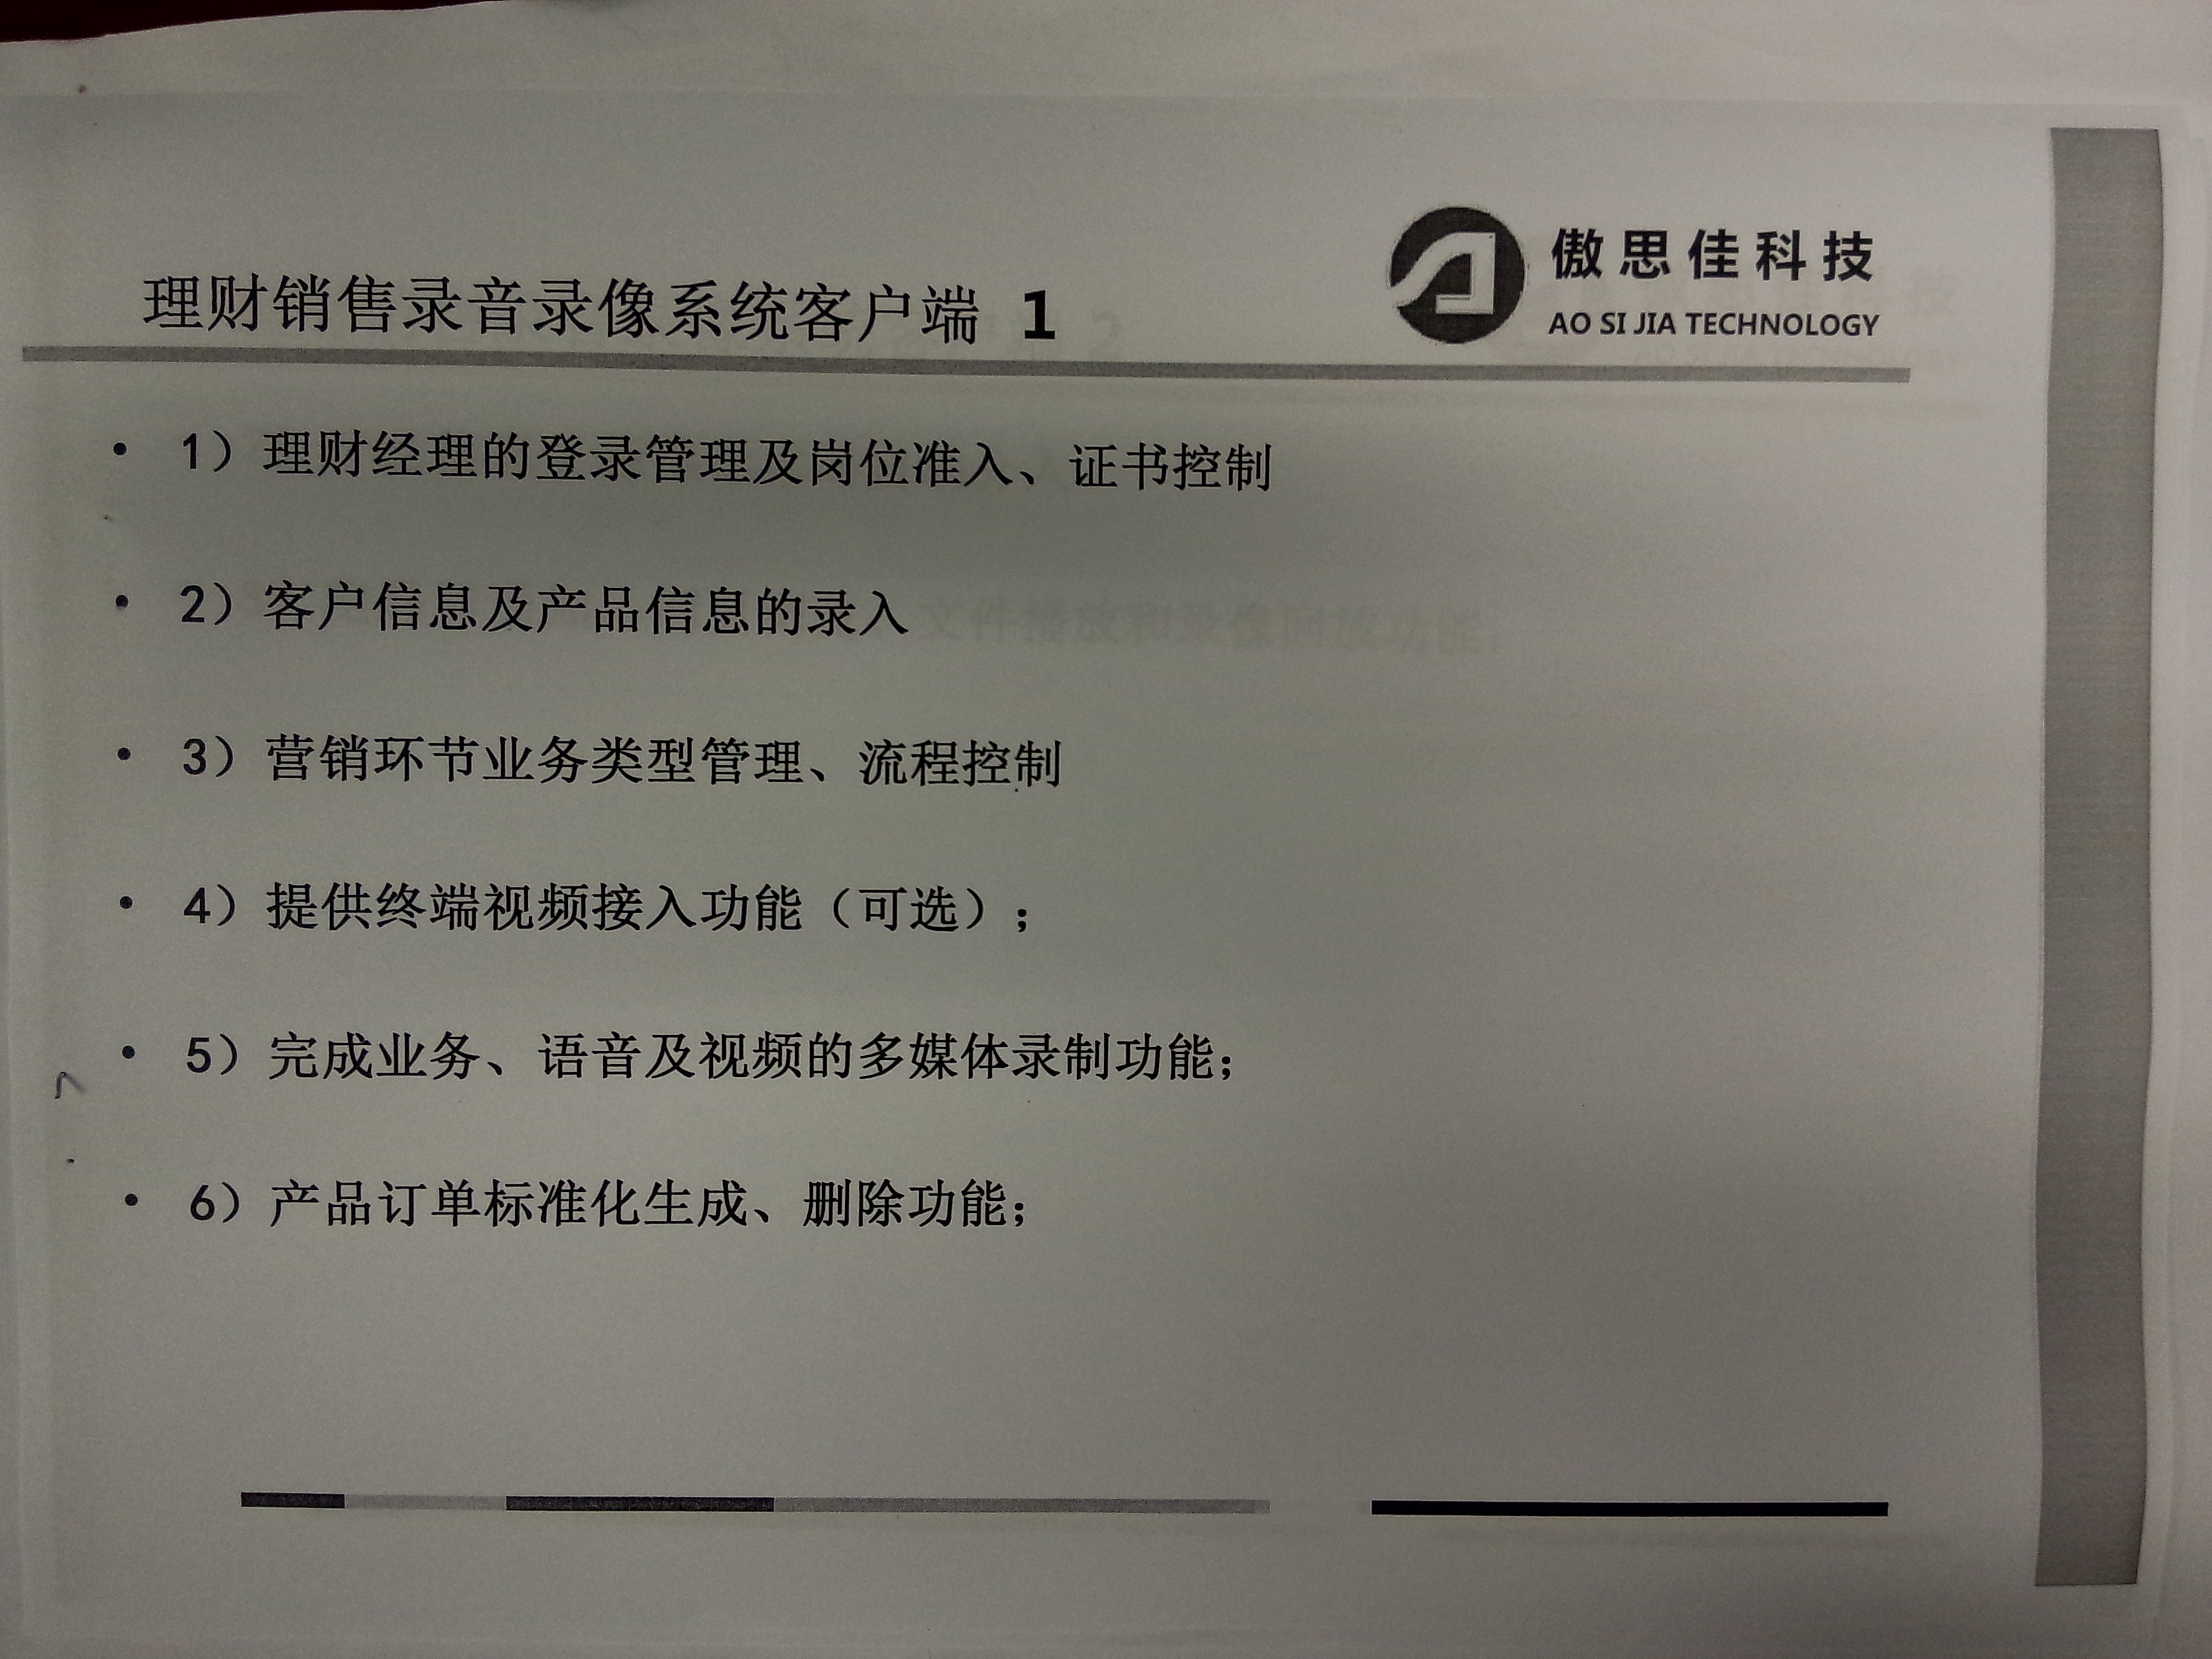 理财销售录音录像系统客户端 1
傲思佳科技
AO SI JIA TECHNOLOGY
• 1）理财经理的登录管理及岗位准入、证书控制
• 2）客户信息及产品信息的录入
• 3）营销环节业务类型管理、流程控制
• 4）提供终端视频接入功能（可选）；
• 5）完成业务、语音及视频的多媒体录制功能；
• 6）产品订单标准化生成、删除功能；